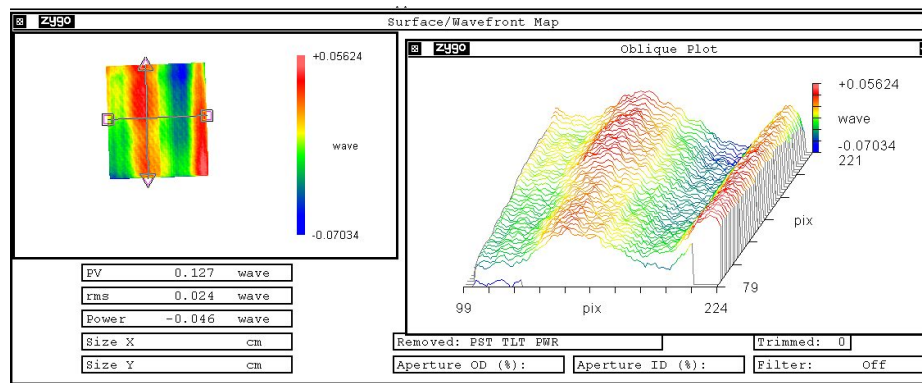 zygo Surface/Wavefront Map
+0.05624
wave
-0.07034
zygo Oblique Plot
+0.05624
wave
-0.07034
221
pix
79
99 pix 224
PV 0.127 wave
rms 0.024 wave
Power -0.046 wave
Size X cm
Size Y cm
Removed: PST TLT PWR
Trimmed: 0
Aperture OD (%):
Aperture ID (%):
Filter: Off